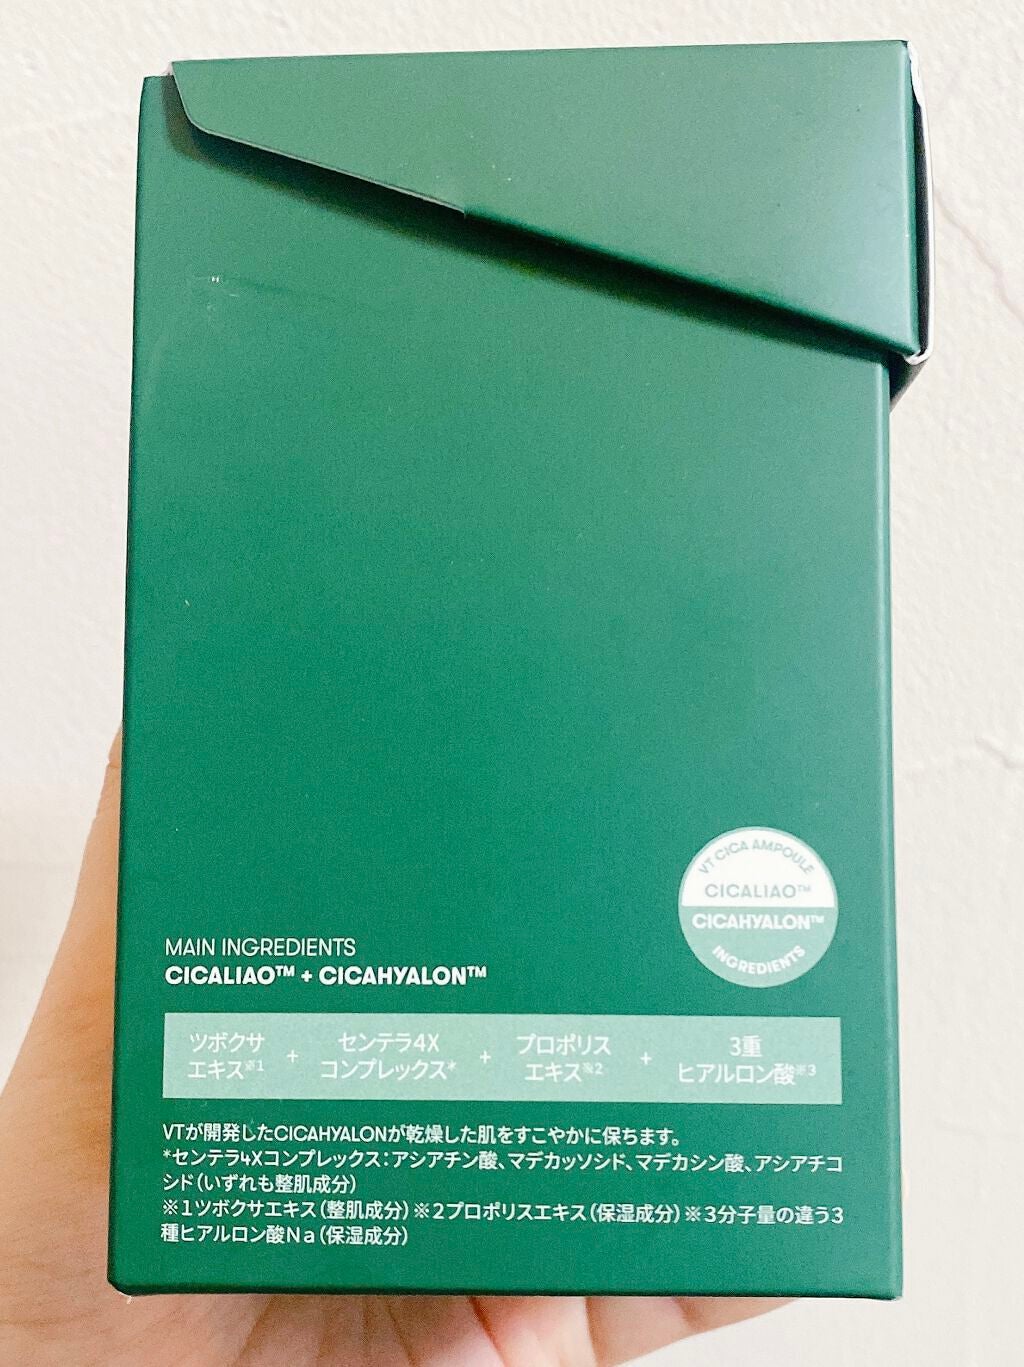 VT CICA AMPOULE
CICALIAO™
CICAHYALON™
INGREDIENTS
MAIN INGREDIENTS
CICALIAO™ + CICAHYALON™
ツボクサ
エキス※1
+
センテラ4X
コンプレックス*
+
プロポリス
エキス※2
+
3重
ヒアルロン酸※3
VTが開発したCICAHYALONが乾燥した肌をすこやかに保ちます。
*センテラ4Xコンプレックス：アシアチン酸、マデカッソシド、マデカシン酸、アシアチコ
シド（いずれも整肌成分）
※１ツボクサエキス（整肌成分）※２プロポリスエキス（保湿成分）※３分子量の違う３
種ヒアルロン酸Ｎａ（保湿成分）